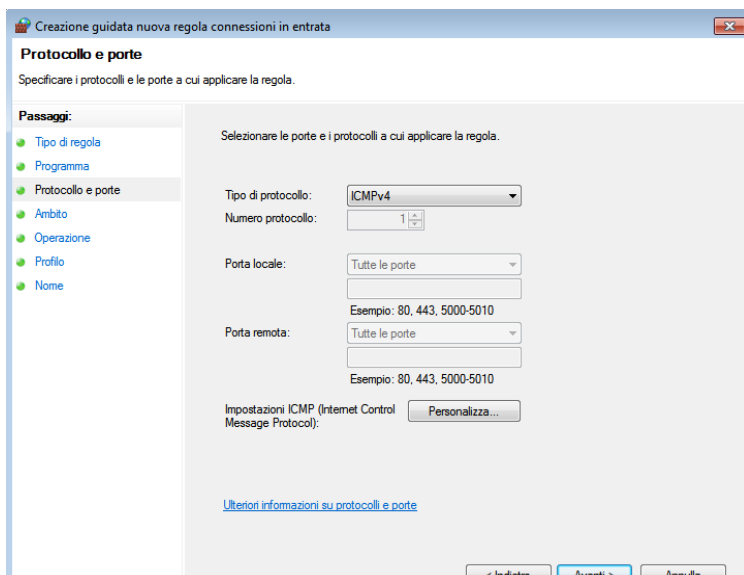 Creazione guidata nuova regola connessioni in entrata
Protocollo e porte
Specificare i protocolli e le porte a cui applicare la regola.
Passaggi:
Tipo di regola
Programma
Protocollo e porte
Ambito
Operazione
Profilo
Nome
Selezionare le porte e i protocolli a cui applicare la regola.
Tipo di protocollo: ICMPv4
Numero protocollo: 1
Porta locale: Tutte le porte
Esempio: 80, 443, 5000-5010
Porta remota: Tutte le porte
Esempio: 80, 443, 5000-5010
Impostazioni ICMP (Internet Control
Message Protocol): Personalizza...
Ulteriori informazioni su protocolli e porte
< Indietro Avanti > Annulla